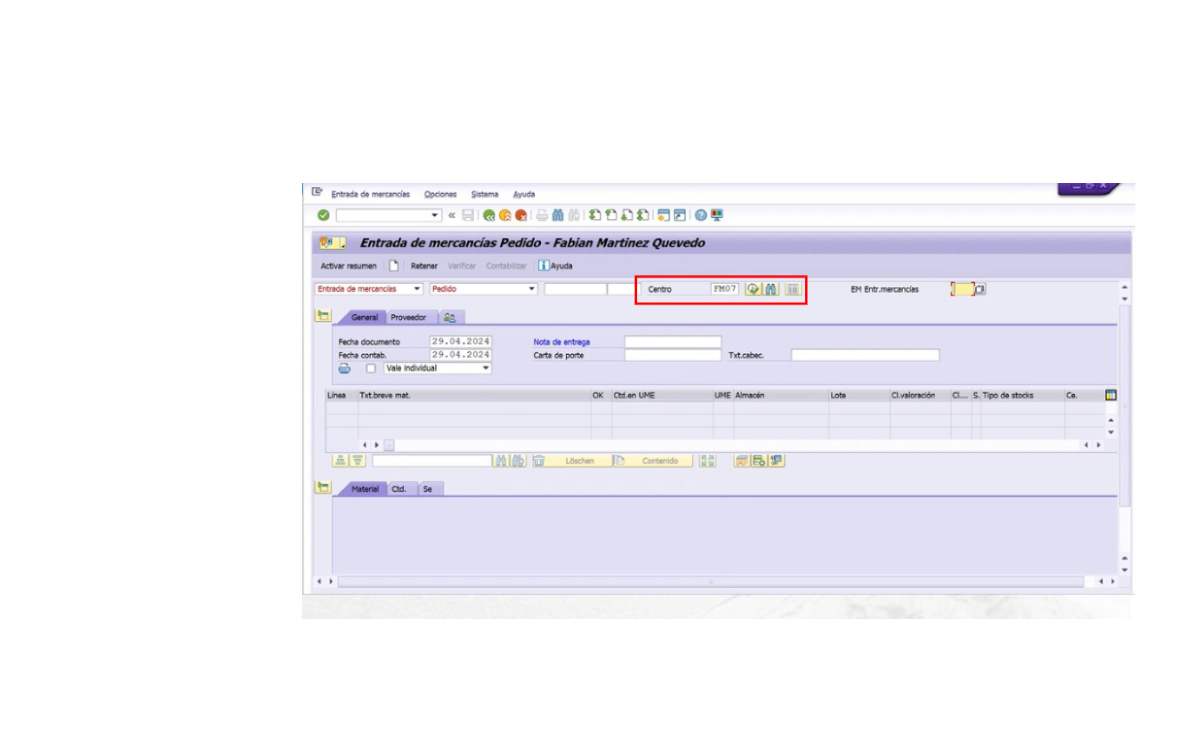 Entrada de mercancías Opciones Sistema Ayuda
Entrada de mercancías Pedido - Fabian Martinez Quevedo
Activar resumen Retener Verificar Contabilizar Ayuda
Entrada de mercancías Pedido Centro FM07 EM Entr.mercancías
General Proveedor
Fecha documento 29.04.2024 Nota de entrega
Fecha contab. 29.04.2024 Carta de porte Txt.cabec.
Vale individual
Línea Txt.breve mat. OK Ctd.en UME UME Almacén Lote Cl.valoración Cl.... S. Tipo de stocks Ce.
Löschen Contenido
Material Ctd. Se